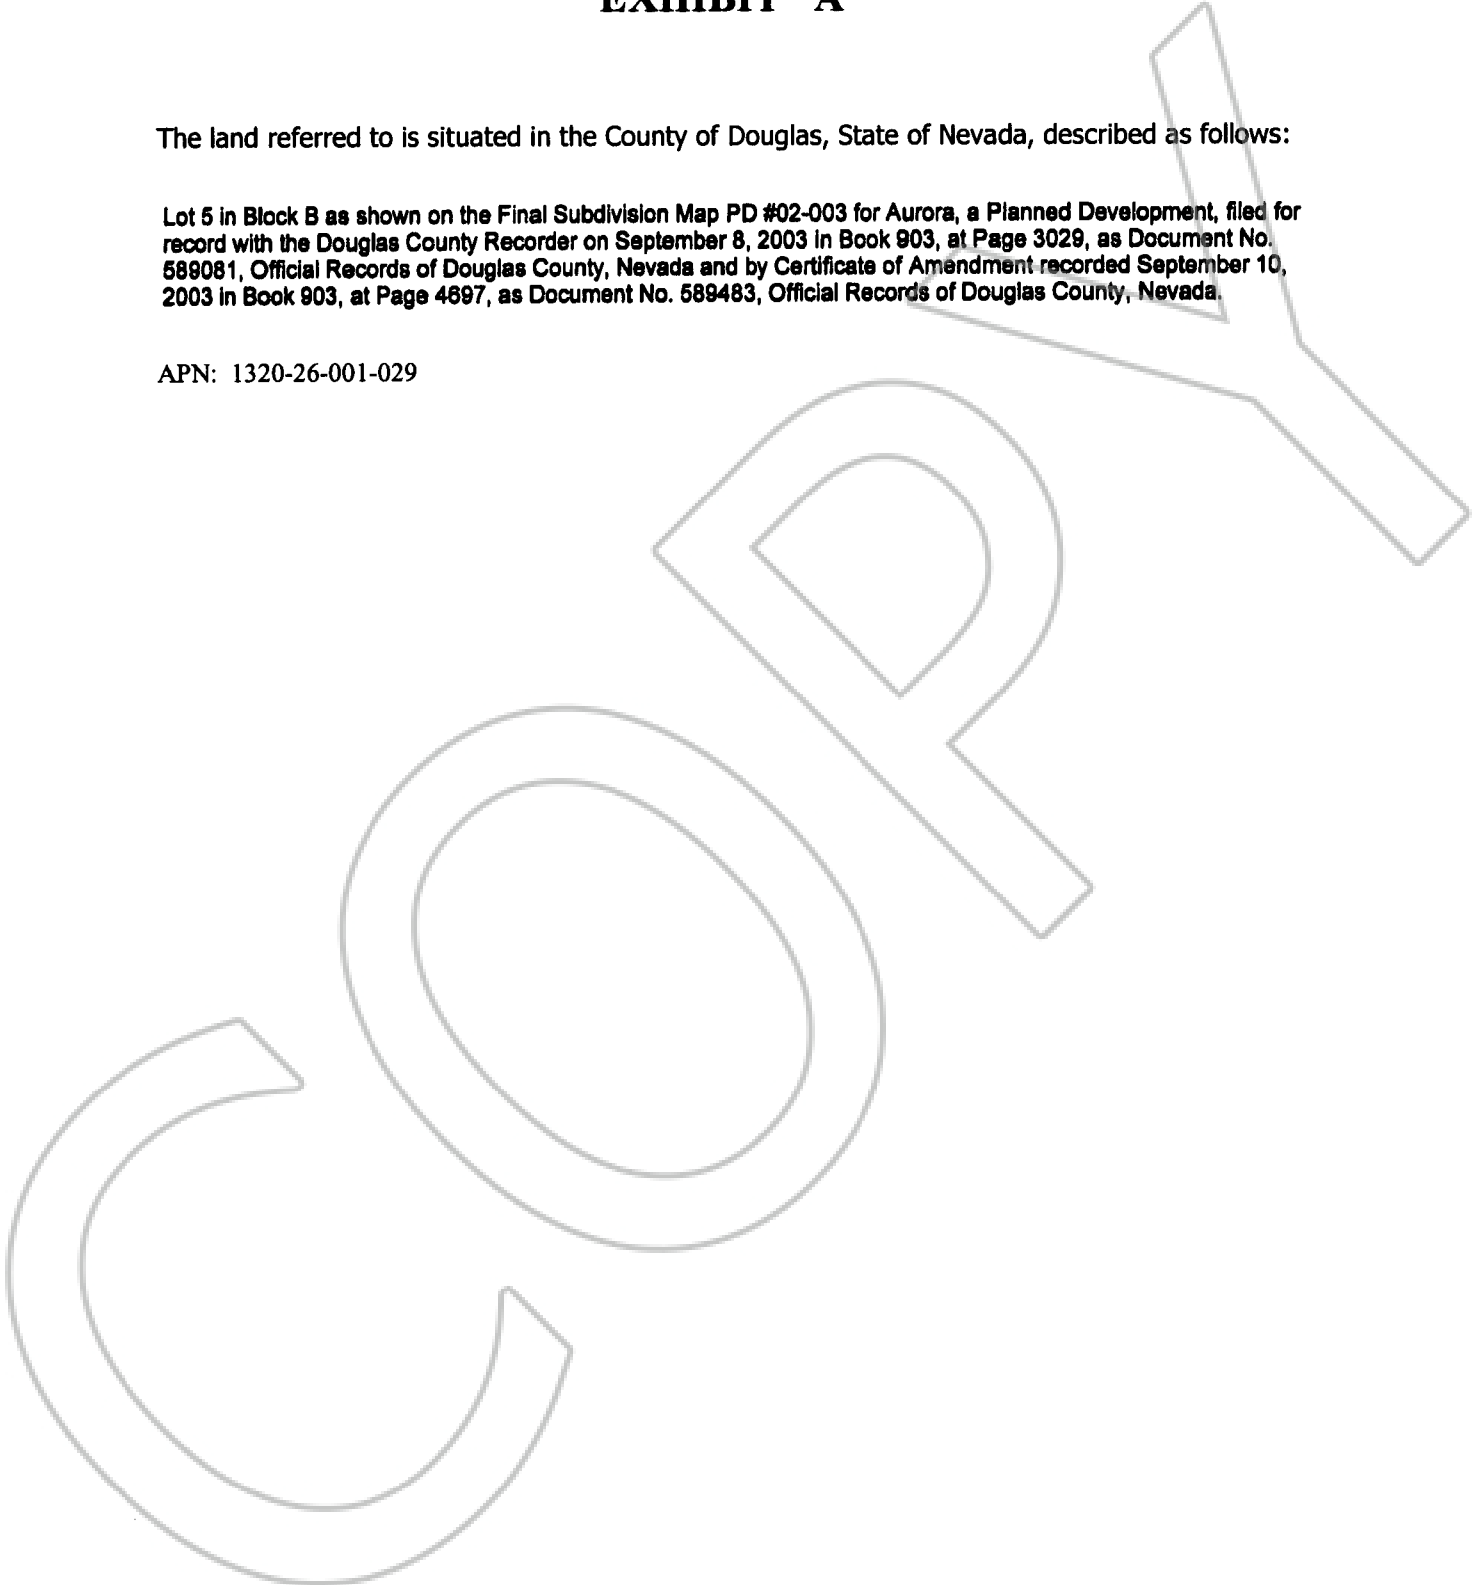 EXHIBIT "A"
The land referred to is situated in the County of Douglas, State of Nevada, described as follows:
Lot 5 in Block B as shown on the Final Subdivision Map PD #02-003 for Aurora, a Planned Development, filed for
record with the Douglas County Recorder on September 8, 2003 in Book 903, at Page 3029, as Document No.
589081, Official Records of Douglas County, Nevada and by Certificate of Amendment recorded September 10,
2003 in Book 903, at Page 4697, as Document No. 589483, Official Records of Douglas County, Nevada.
APN: 1320-26-001-029
COPY